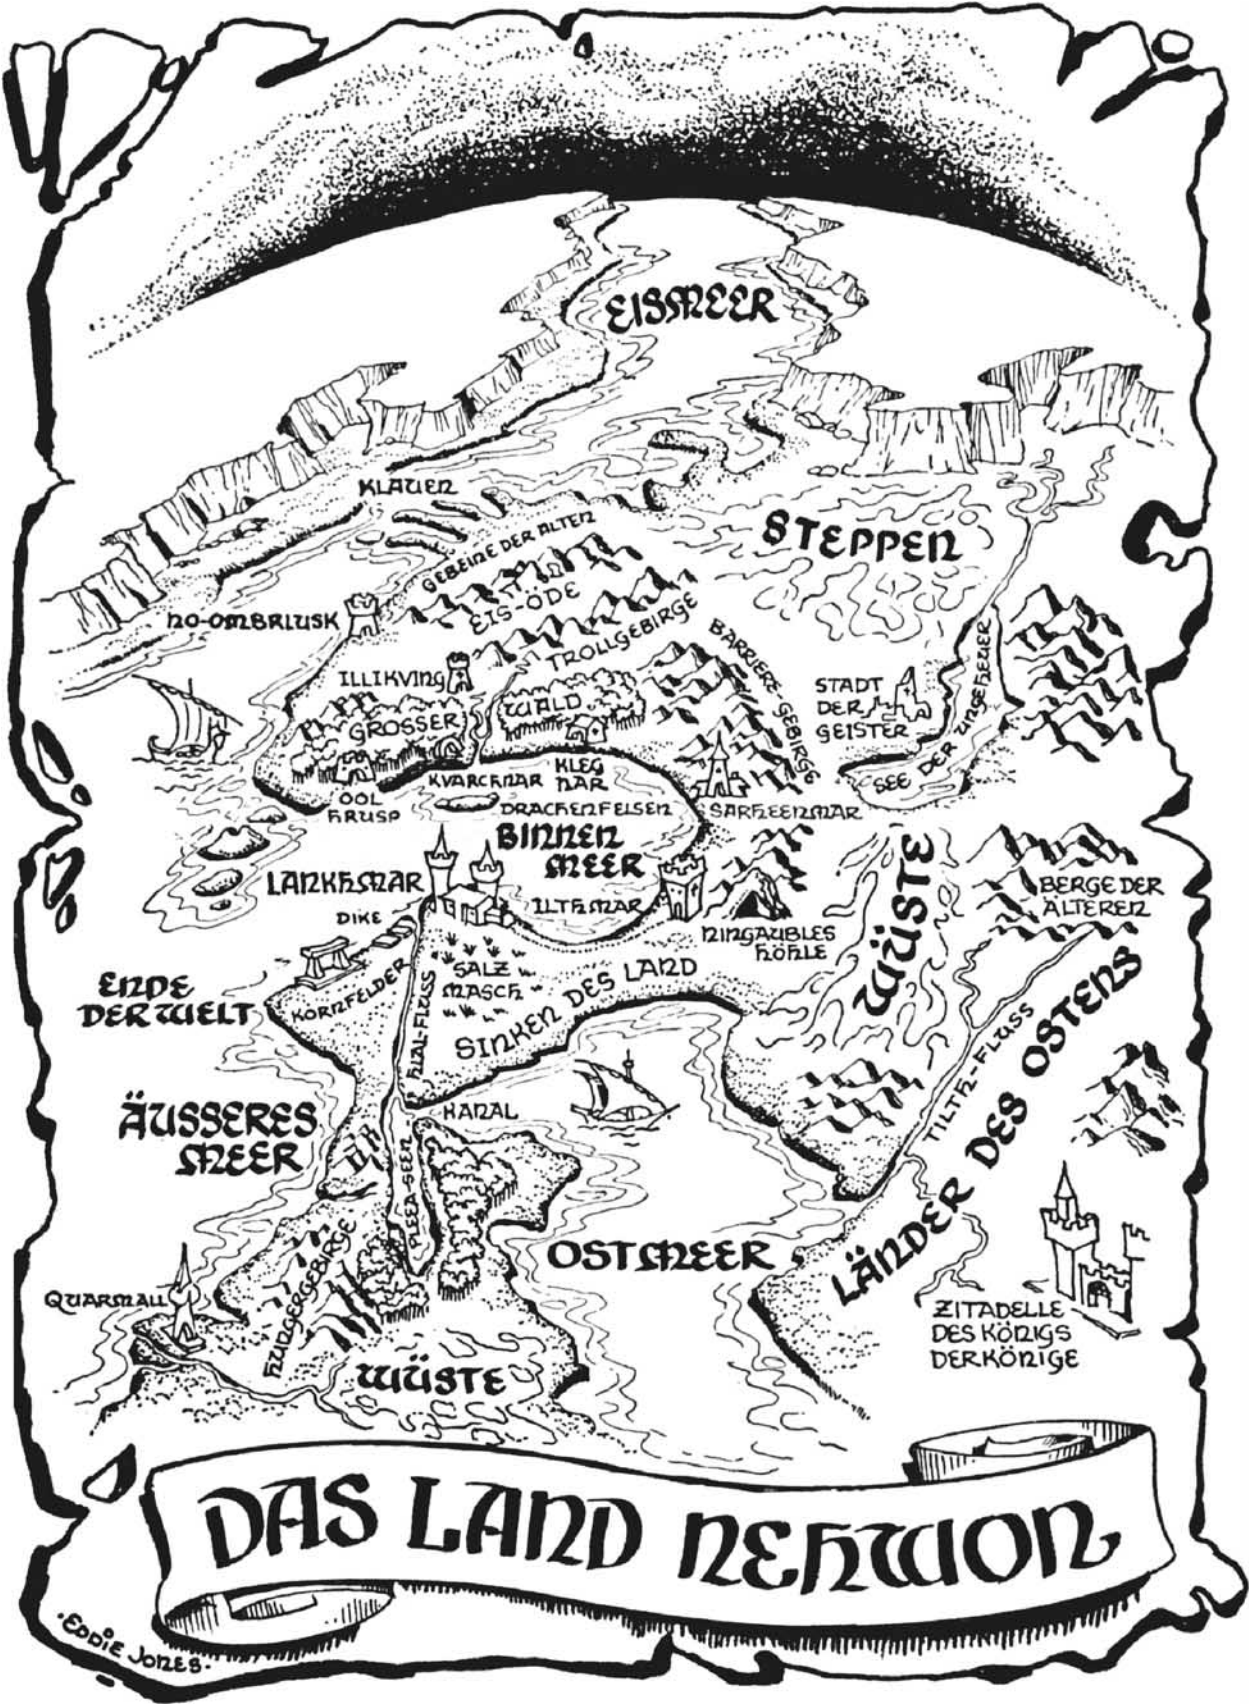 EISMEER
KLAUEN
STEPPEN
GEBEINE DER ALTEN
EIS-ÖDE
NO-OMBRULSK
TROLLGEBIRGE
BARRIERE-GEBIRGE
ILLIKVING
GROSSER
WALD
STADT
DER
GEISTER
SEE DER UNGEHEUER
KVARCHNAR
KLEG
NAR
OOL
HRUSP
DRACHENFELSEN
SARHEENMAR
BINNEN
MEER
LANKHMAR
ILTHMAR
DIKE
NINGAUBLES
HÖHLE
WÜSTE
BERGE DER
ÄLTEREN
ENDE
DER WELT
KORNFELDER
HLAL-FLUSS
SALZ
MASCH
SINKEN DES LAND
TILTH-FLUSS
LÄNDER DES OSTENS
ÄUSSERES
MEER
KANAL
PLEEA-SEEN
OSTMEER
QUARMALL
HUNGERGEBIRGE
WÜSTE
ZITADELLE
DES KÖNIGS
DER KÖNIGE
DAS LAND NEHWON
·EDDIE JONES·